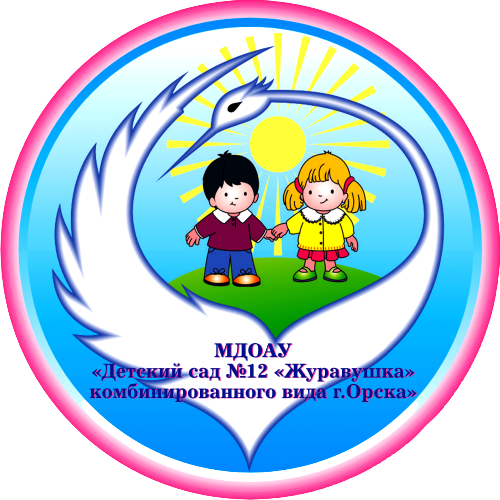 МДОАУ
«Детский сад №12 «Журавушка»
комбинированного вида г.Орска»